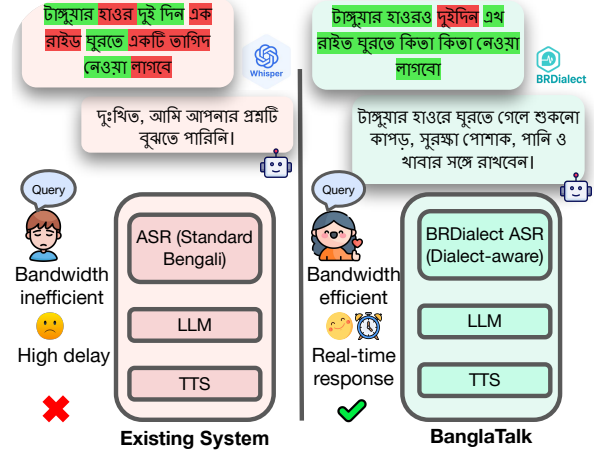 টাঙ্গুয়ার হাওর দুই দিন এক
রাইড ঘুরতে একটি তাগিদ
নেওয়া লাগবে
Whisper
দুঃখিত, আমি আপনার প্রশ্নটি
বুঝতে পারিনি।
Query
Bandwidth
inefficient
High delay
ASR (Standard
Bengali)
LLM
TTS
Existing System
টাঙ্গুয়ার হাওরও দুইদিন এখ
রাইত ঘুরতে কিতা কিতা নেওয়া
লাগবো
BRDialect
টাঙ্গুয়ার হাওরে ঘুরতে গেলে শুকনো
কাপড়, সুরক্ষা পোশাক, পানি ও
খাবার সঙ্গে রাখবেন।
Query
Bandwidth
efficient
Real-time
response
BRDialect ASR
(Dialect-aware)
LLM
TTS
BanglaTalk